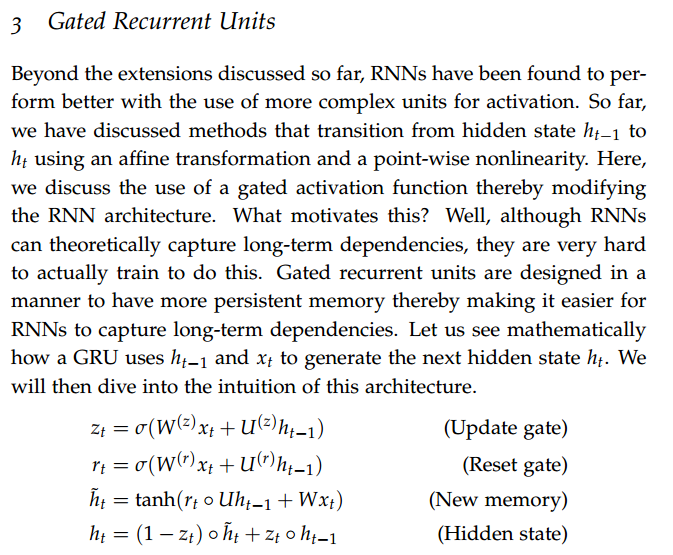 3 Gated Recurrent Units
Beyond the extensions discussed so far, RNNs have been found to per-
form better with the use of more complex units for activation. So far,
we have discussed methods that transition from hidden state h_{t−1} to
h_t using an affine transformation and a point-wise nonlinearity. Here,
we discuss the use of a gated activation function thereby modifying
the RNN architecture. What motivates this? Well, although RNNs
can theoretically capture long-term dependencies, they are very hard
to actually train to do this. Gated recurrent units are designed in a
manner to have more persistent memory thereby making it easier for
RNNs to capture long-term dependencies. Let us see mathematically
how a GRU uses h_{t−1} and x_t to generate the next hidden state h_t. We
will then dive into the intuition of this architecture.
z_t = σ(W^{(z)}x_t + U^{(z)}h_{t−1}) (Update gate)
r_t = σ(W^{(r)}x_t + U^{(r)}h_{t−1}) (Reset gate)
h̃_t = tanh(r_t ∘ Uh_{t−1} + Wx_t) (New memory)
h_t = (1 − z_t) ∘ h̃_t + z_t ∘ h_{t−1} (Hidden state)